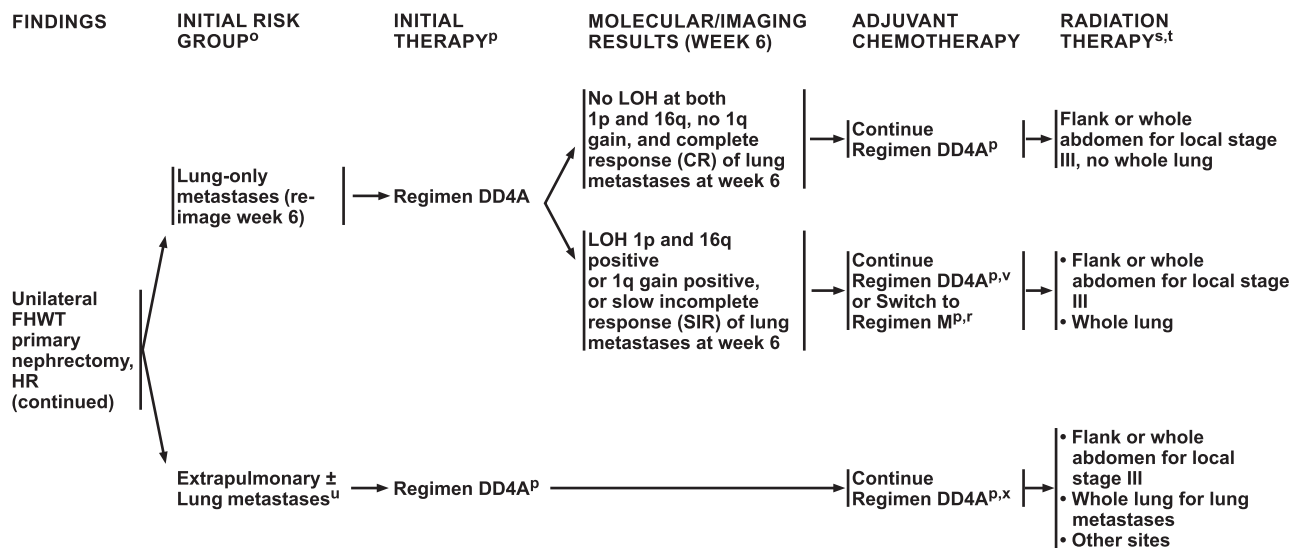 FINDINGS
INITIAL RISK
GROUPᵒ
INITIAL
THERAPYᵖ
MOLECULAR/IMAGING
RESULTS (WEEK 6)
ADJUVANT
CHEMOTHERAPY
RADIATION
THERAPYˢ,ᵗ
Unilateral
FHWT
primary
nephrectomy,
HR
(continued)
Lung-only
metastases (re-
image week 6)
Regimen DD4A
No LOH at both
1p and 16q, no 1q
gain, and complete
response (CR) of lung
metastases at week 6
Continue
Regimen DD4Aᵖ
Flank or whole
abdomen for local stage
III, no whole lung
LOH 1p and 16q
positive
or 1q gain positive,
or slow incomplete
response (SIR) of lung
metastases at week 6
Continue
Regimen DD4Aᵖ,ᵛ
or Switch to
Regimen Mᵖ,ʳ
• Flank or whole
abdomen for local stage
III
• Whole lung
Extrapulmonary ±
Lung metastasesᵘ
Regimen DD4Aᵖ
Continue
Regimen DD4Aᵖ,ˣ
• Flank or whole
abdomen for local
stage III
• Whole lung for lung
metastases
• Other sites